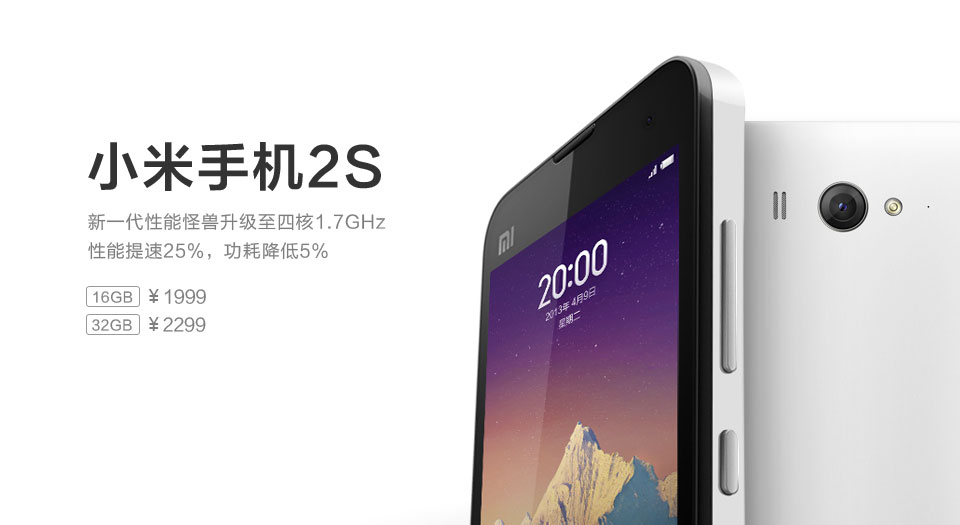 小米手机2S
新一代性能怪兽升级至四核1.7GHz
性能提速25%，功耗降低5%
16GB ¥1999
32GB ¥2299
mi
20:00
2013年4月9日
星期二